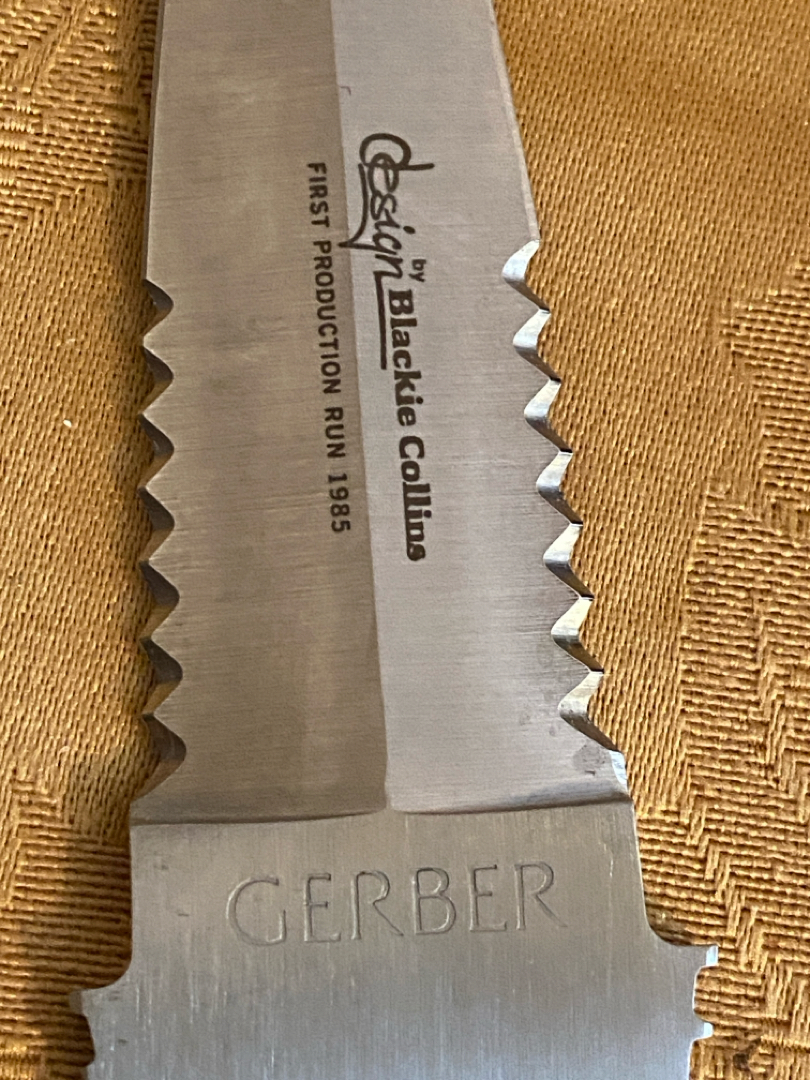 design by Blackie Collins
FIRST PRODUCTION RUN 1985
GERBER